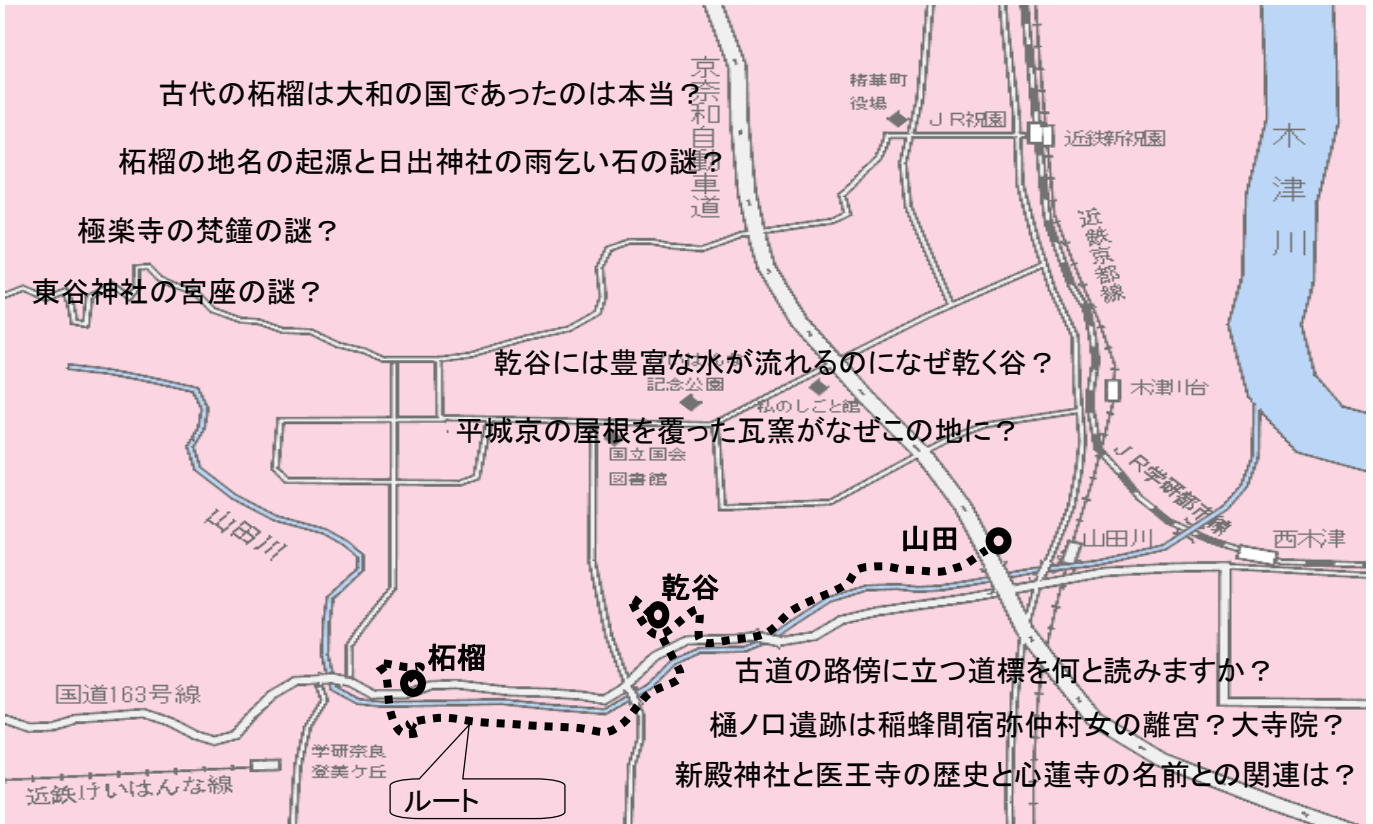 古代の柘榴は大和の国であったのは本当？
柘榴の地名の起源と日出神社の雨乞い石の謎？
極楽寺の梵鐘の謎？
東谷神社の宮座の謎？
京奈和自動車道
精華町
役場
ＪＲ祝園
近鉄新祝園
木津川
近鉄京都線
乾谷には豊富な水が流れるのになぜ乾く谷？
記念公園
私のしごと館
木津川台
平城京の屋根を覆った瓦窯がなぜこの地に？
国立国会
図書館
ＪＲ学研都市線
山田川
山田
山田川
西木津
乾谷
柘榴
国道163号線
古道の路傍に立つ道標を何と読みますか？
樋ノ口遺跡は稲蜂間宿弥仲村女の離宮？大寺院？
新殿神社と医王寺の歴史と心蓮寺の名前との関連は？
学研奈良
登美ケ丘
近鉄けいはんな線
ルート